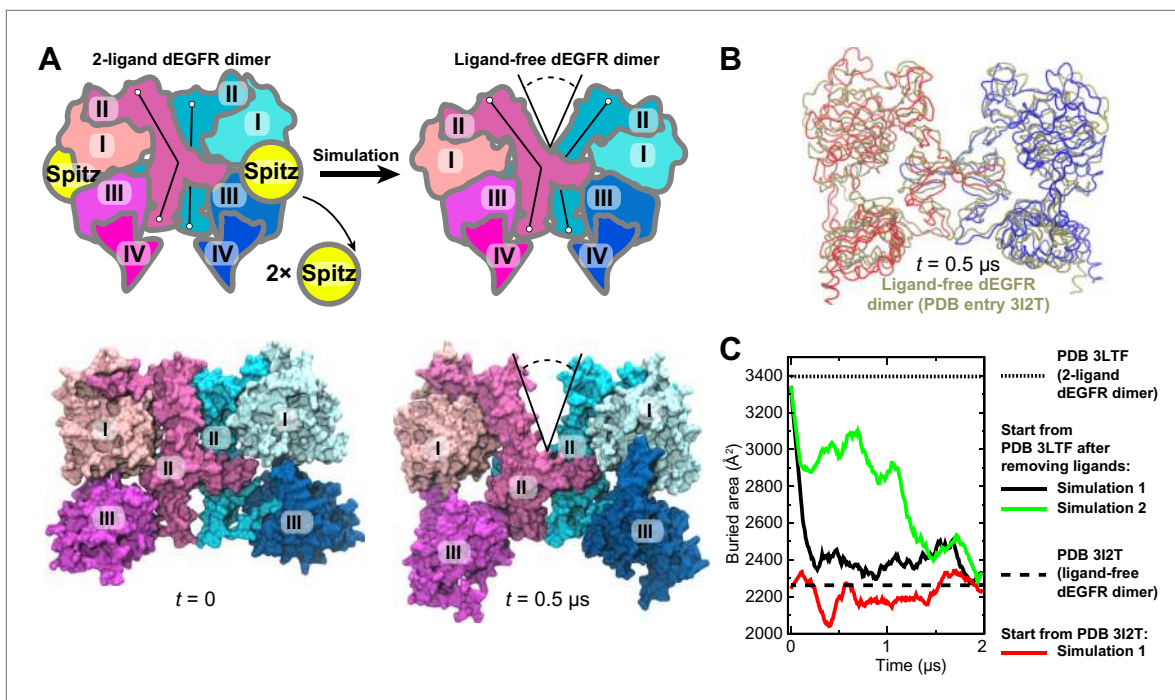 A
2-ligand dEGFR dimer
II
II
I
I
Spitz
Spitz
III
III
IV
IV
Simulation
2× Spitz
Ligand-free dEGFR dimer
II
II
I
I
III
III
IV
IV
I
I
II
II
III
III
t = 0
I
I
II
II
III
III
t = 0.5 µs
B
t = 0.5 µs
Ligand-free dEGFR
dimer (PDB entry 3I2T)
C
Buried area (Å²)
3400
3200
3000
2800
2600
2400
2200
2000
0
1
2
Time (µs)
PDB 3LTF
(2-ligand
dEGFR dimer)
Start from
PDB 3LTF after
removing ligands:
Simulation 1
Simulation 2
PDB 3I2T
(ligand-free
dEGFR dimer)
Start from PDB 3I2T:
Simulation 1